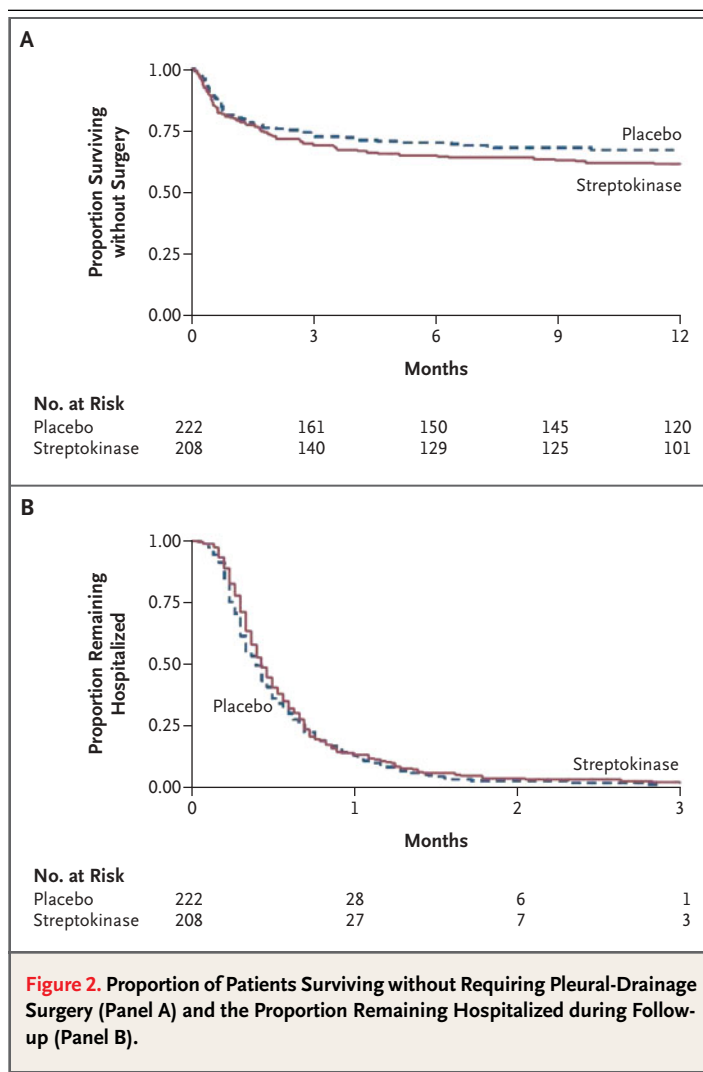 A
1.00
0.75
0.50
0.25
0.00
Proportion Surviving
without Surgery
Placebo
Streptokinase
0 3 6 9 12
Months
No. at Risk
Placebo 222 161 150 145 120
Streptokinase 208 140 129 125 101
B
1.00
0.75
0.50
0.25
0.00
Proportion Remaining
Hospitalized
Placebo
Streptokinase
0 1 2 3
Months
No. at Risk
Placebo 222 28 6 1
Streptokinase 208 27 7 3
Figure 2. Proportion of Patients Surviving without Requiring Pleural-Drainage
Surgery (Panel A) and the Proportion Remaining Hospitalized during Follow-
up (Panel B).